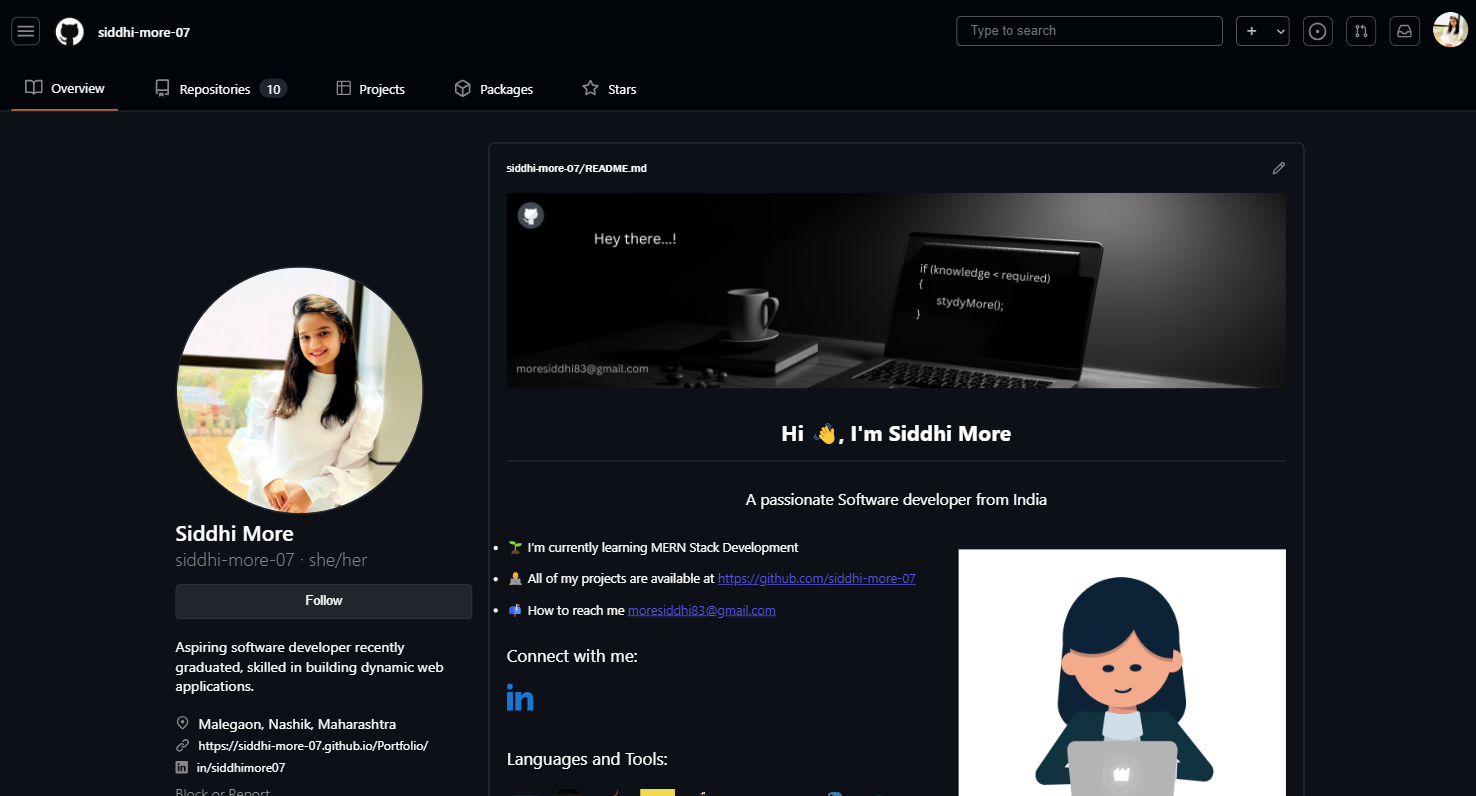 siddhi-more-07
Type to search
Overview
Repositories 10
Projects
Packages
Stars
siddhi-more-07/README.md
Hey there...!
if (knowledge < required)
{
stydyMore();
}
moresiddhi83@gmail.com
Hi 👋, I'm Siddhi More
A passionate Software developer from India
Siddhi More
siddhi-more-07 · she/her
Follow
Aspiring software developer recently
graduated, skilled in building dynamic web
applications.
Malegaon, Nashik, Maharashtra
https://siddhi-more-07.github.io/Portfolio/
in/siddhimore07
Block or Report
• 🌱 I'm currently learning MERN Stack Development
• 👨‍💻 All of my projects are available at https://github.com/siddhi-more-07
• 📫 How to reach me moresiddhi83@gmail.com
Connect with me:
in
Languages and Tools:
HTML